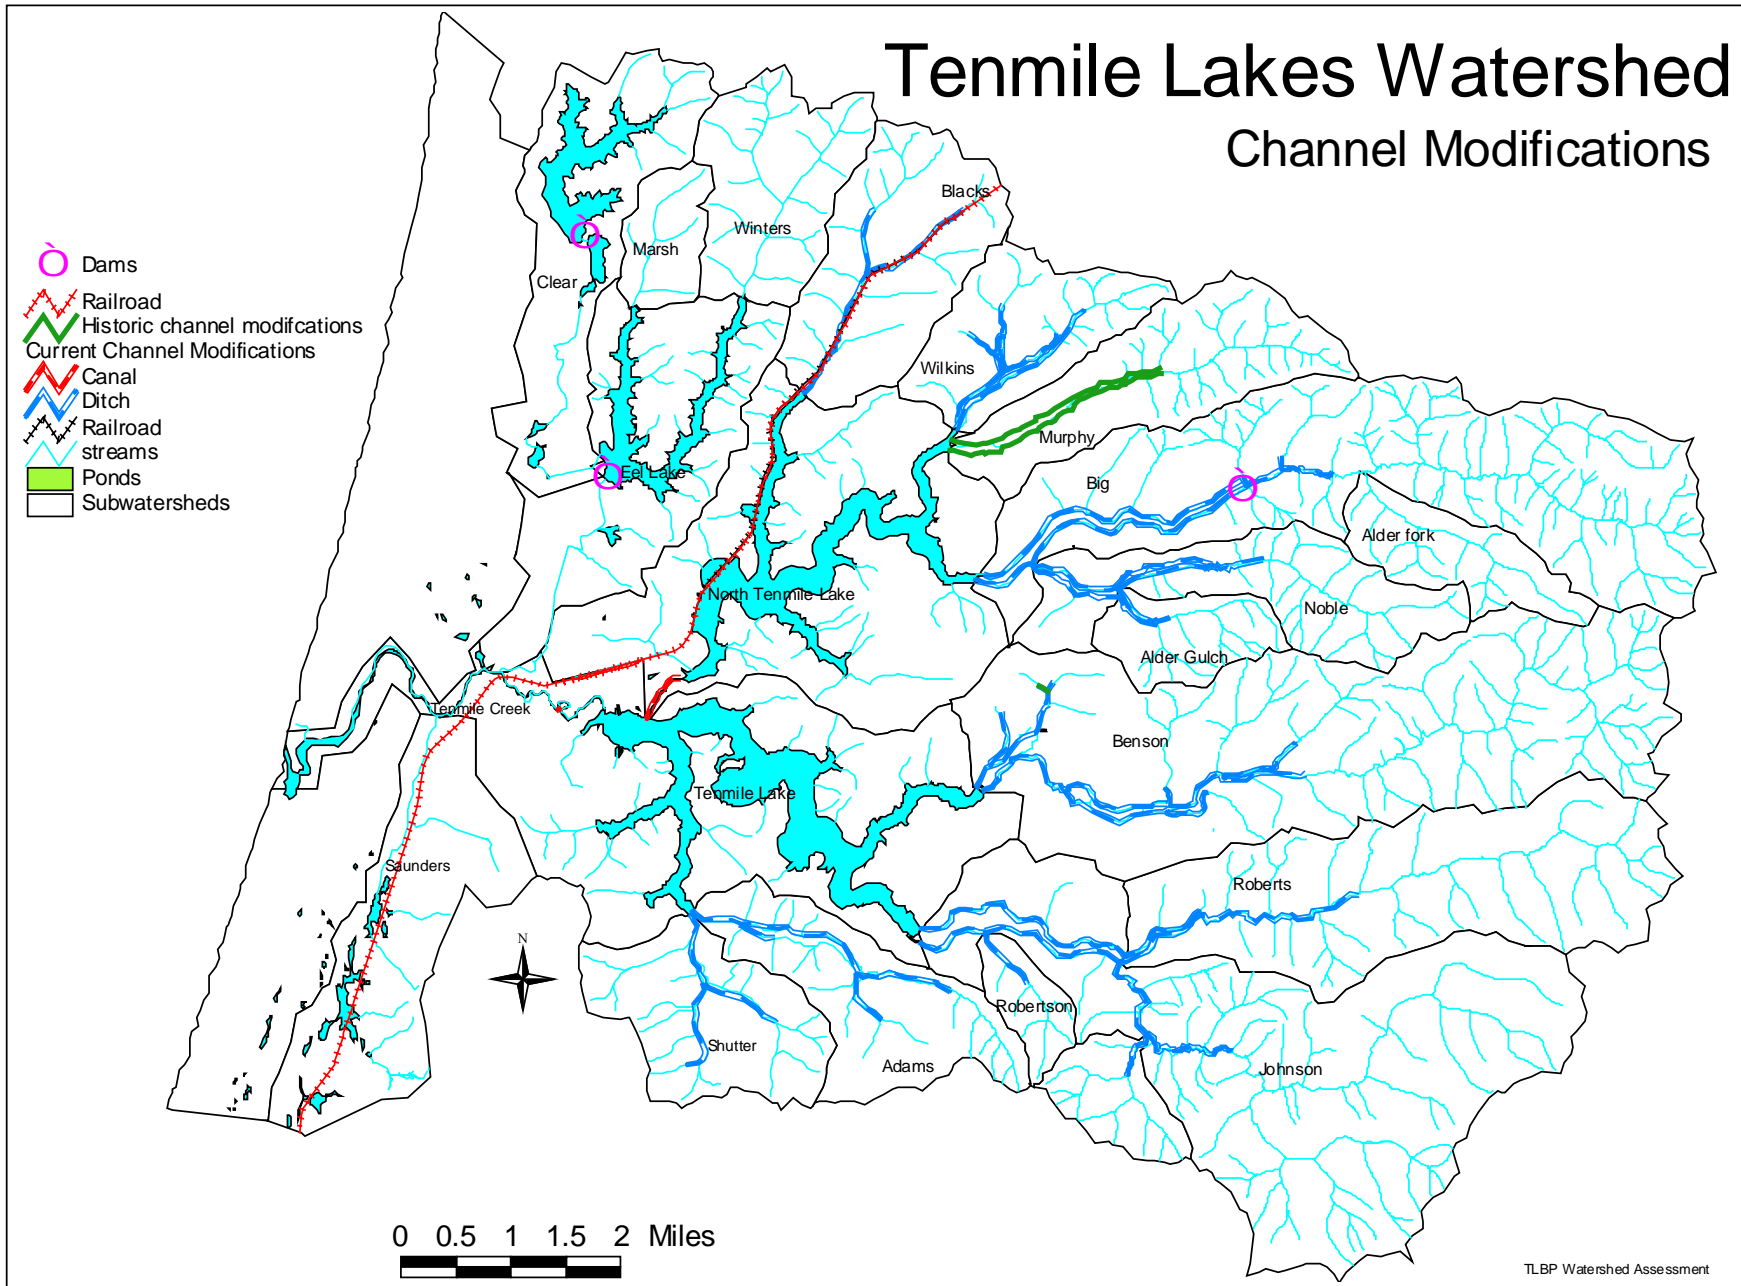 Tenmile Lakes Watershed
Channel Modifications
Blacks
Winters
Marsh
Clear
Ò
Dams
Railroad
Historic channel modifcations
Current Channel Modifications
Canal
Ditch
Railroad
streams
Ponds
Subwatersheds
Wilkins
Murphy
Eel Lake
Big
Alder fork
North Tenmile Lake
Noble
Alder Gulch
Tenmile Creek
Benson
Tenmile Lake
Saunders
Roberts
N
Robertson
Shutter
Adams
Johnson
0 0.5 1 1.5 2 Miles
TLBP Watershed Assessment